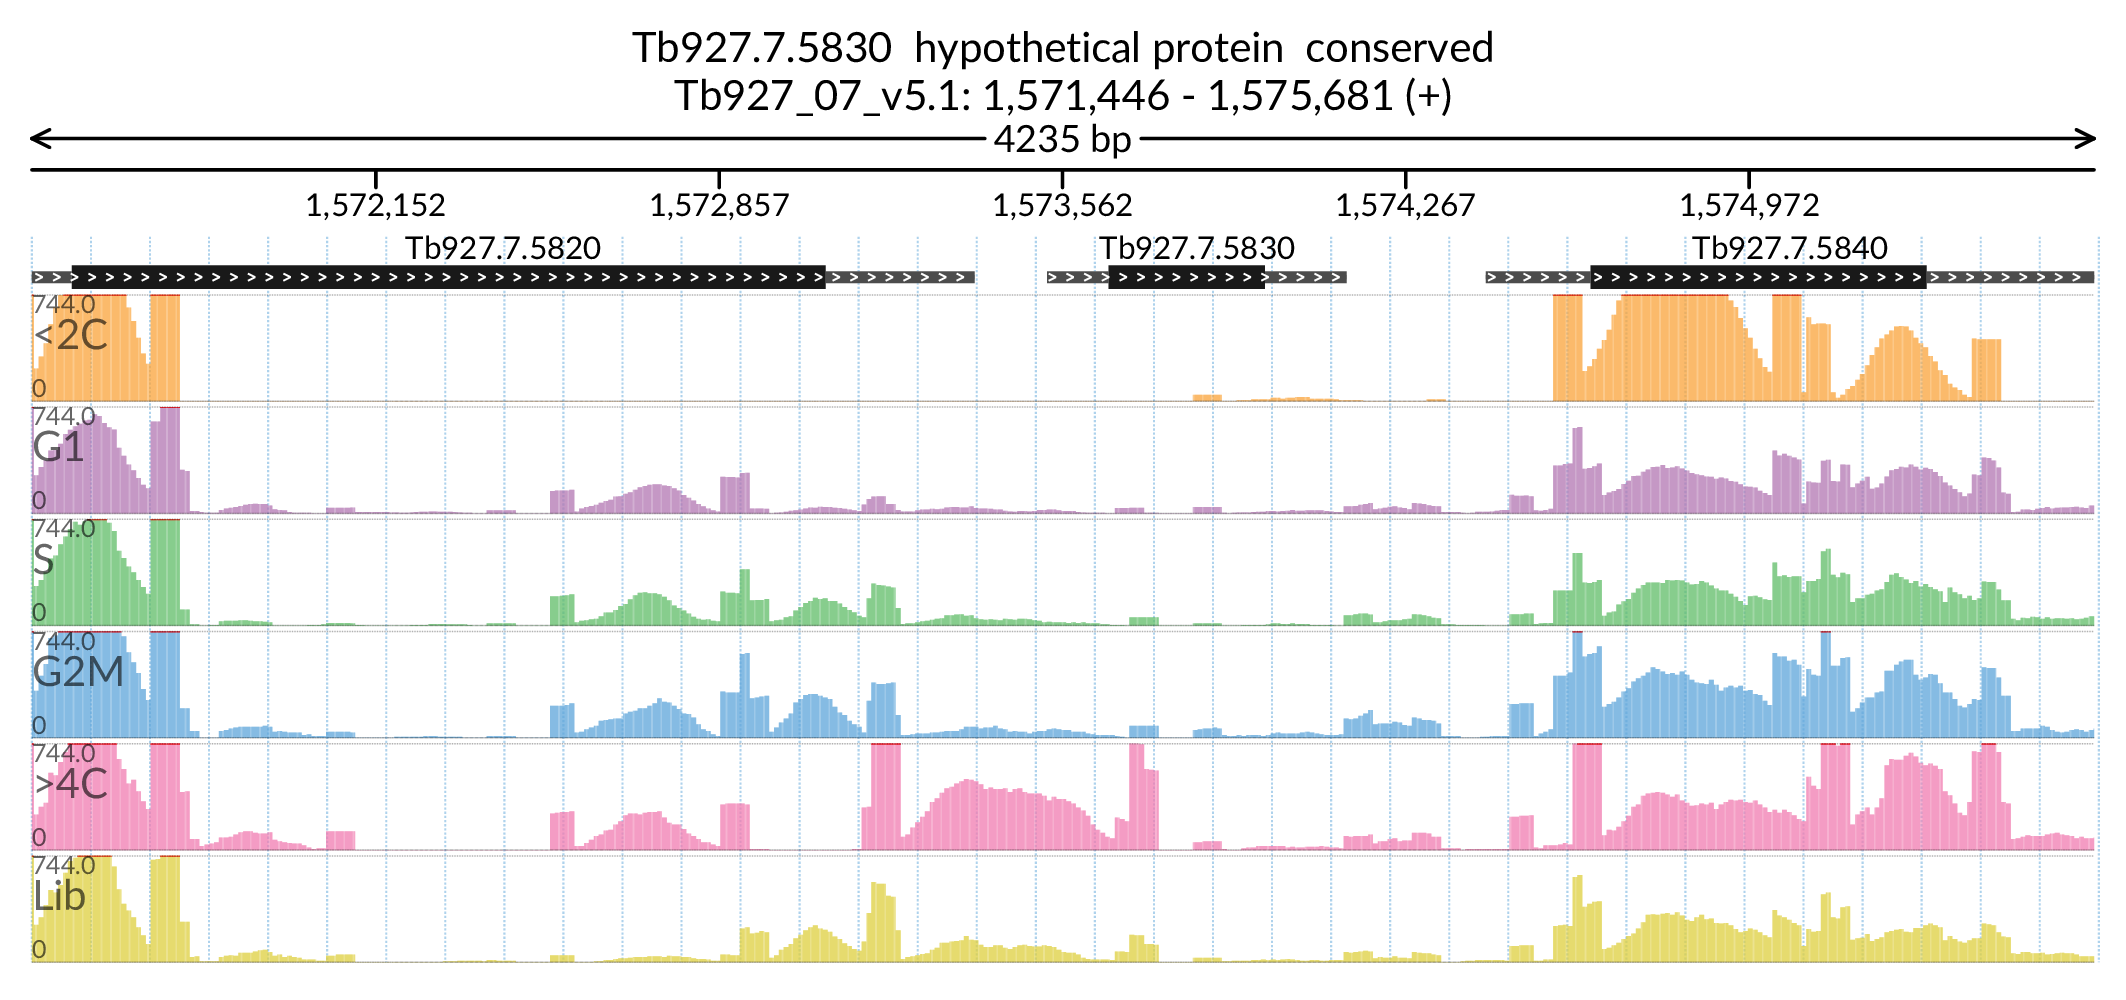 Tb927.7.5830  hypothetical protein  conserved
Tb927_07_v5.1: 1,571,446 - 1,575,681 (+)
4235 bp
1,572,152 1,572,857 1,573,562 1,574,267 1,574,972
Tb927.7.5820 Tb927.7.5830 Tb927.7.5840
744.0
<2C
0
744.0
G1
0
744.0
S
0
744.0
G2M
0
744.0
>4C
0
744.0
Lib
0